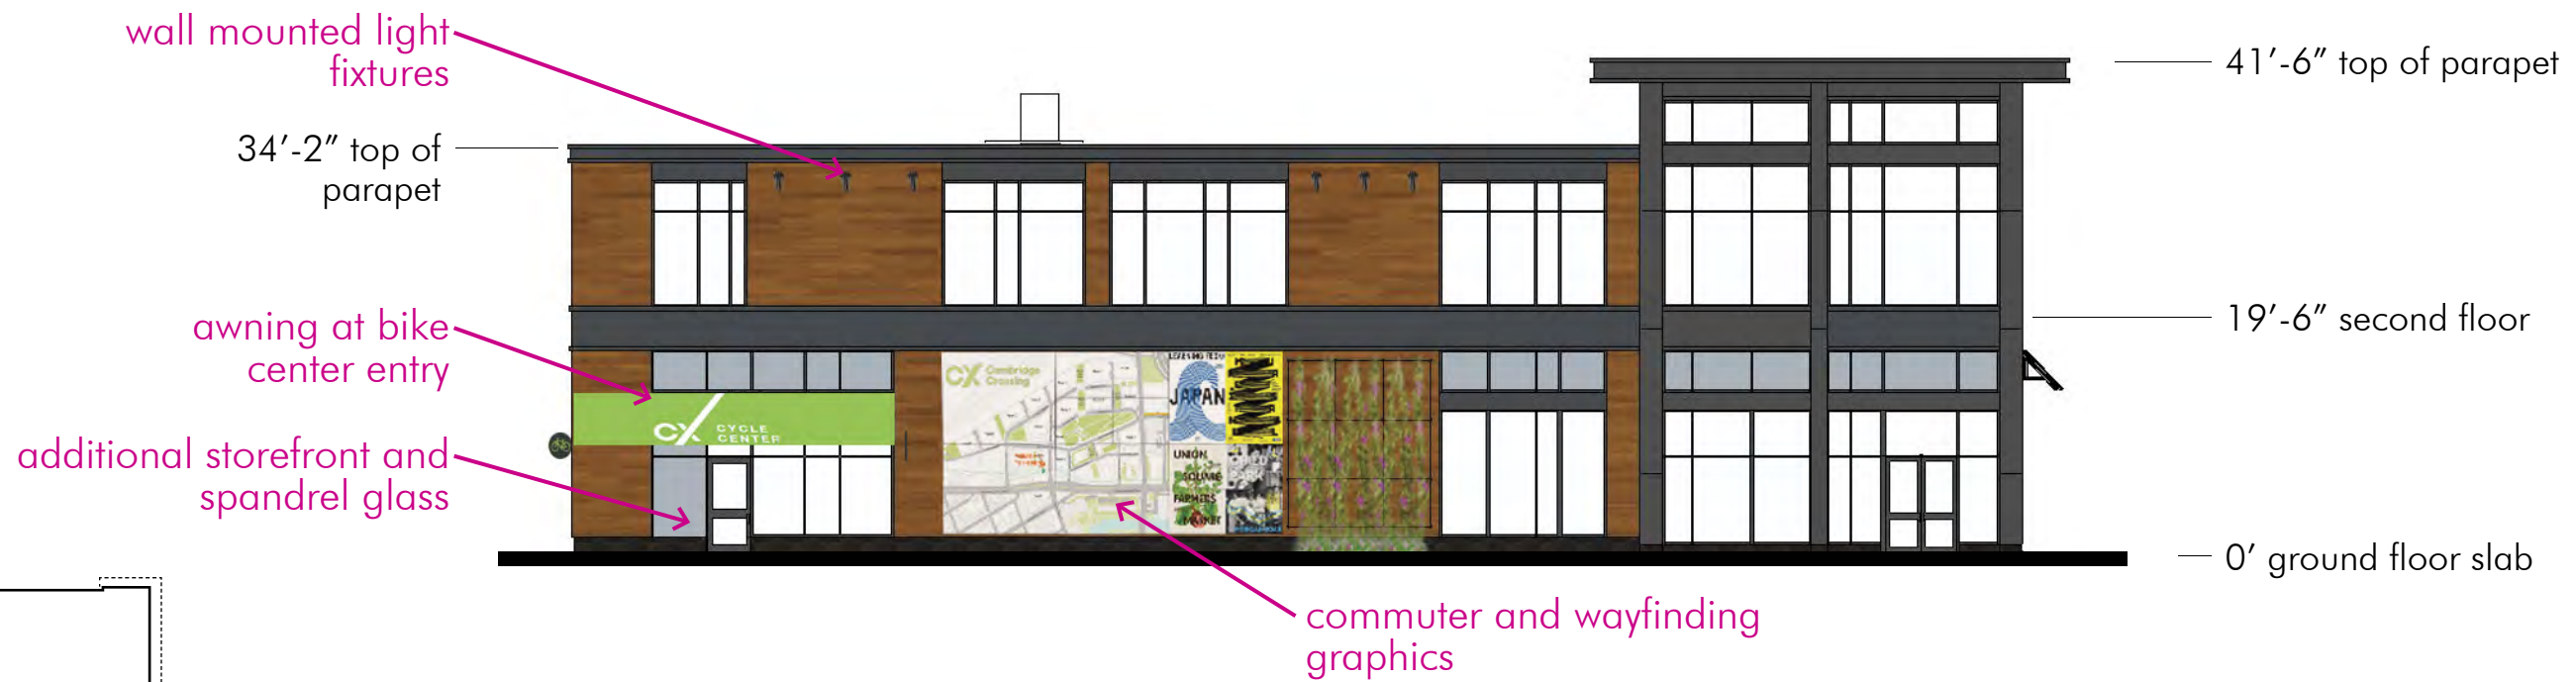 wall mounted light
fixtures
34’-2” top of
parapet
awning at bike
center entry
additional storefront and
spandrel glass
41’-6” top of parapet
19’-6” second floor
0’ ground floor slab
commuter and wayfinding
graphics
CX CYCLE
CENTER
CX Cambridge
Crossing
LEARNING FROM
JAPAN
UNION
SQUARE
FARMERS
MARKET